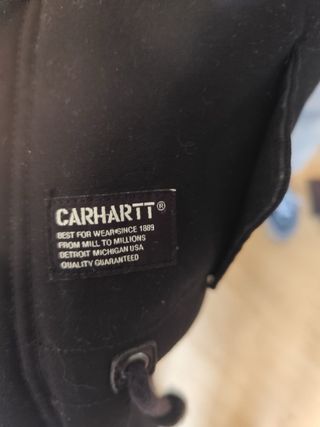 CARHARTT®
BEST FOR WEAR•SINCE 1889
FROM MILL TO MILLIONS
DETROIT MICHIGAN USA
QUALITY GUARANTEED